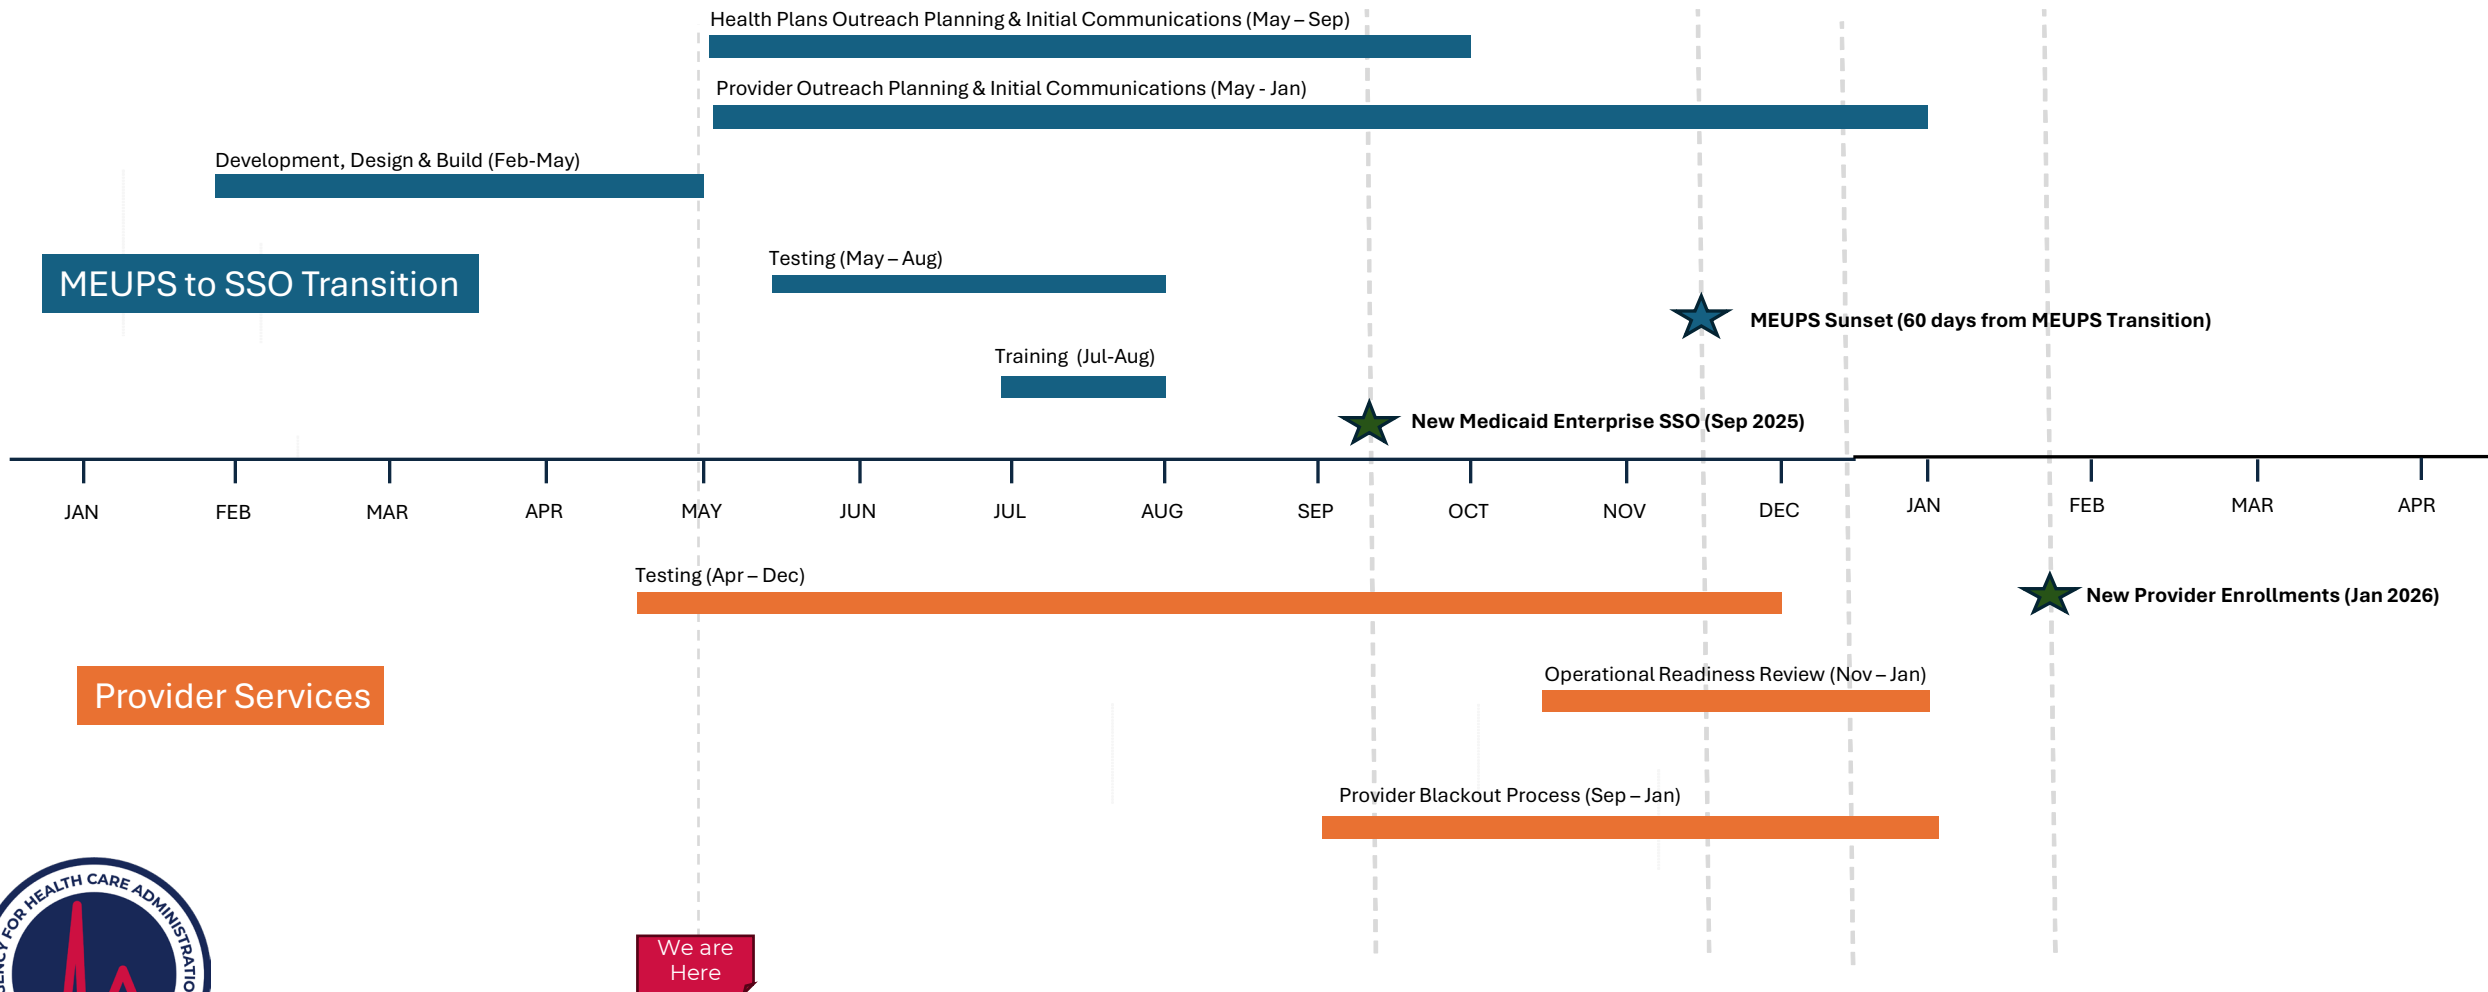 Health Plans Outreach Planning & Initial Communications (May – Sep)
Provider Outreach Planning & Initial Communications (May - Jan)
Development, Design & Build (Feb-May)
MEUPS to SSO Transition
Testing (May – Aug)
MEUPS Sunset (60 days from MEUPS Transition)
Training (Jul-Aug)
New Medicaid Enterprise SSO (Sep 2025)
JAN FEB MAR APR MAY JUN JUL AUG SEP OCT NOV DEC JAN FEB MAR APR
Testing (Apr – Dec)
New Provider Enrollments (Jan 2026)
Provider Services
Operational Readiness Review (Nov – Jan)
Provider Blackout Process (Sep – Jan)
FOR HEALTH CARE ADMINISTRATIO
We are
Here